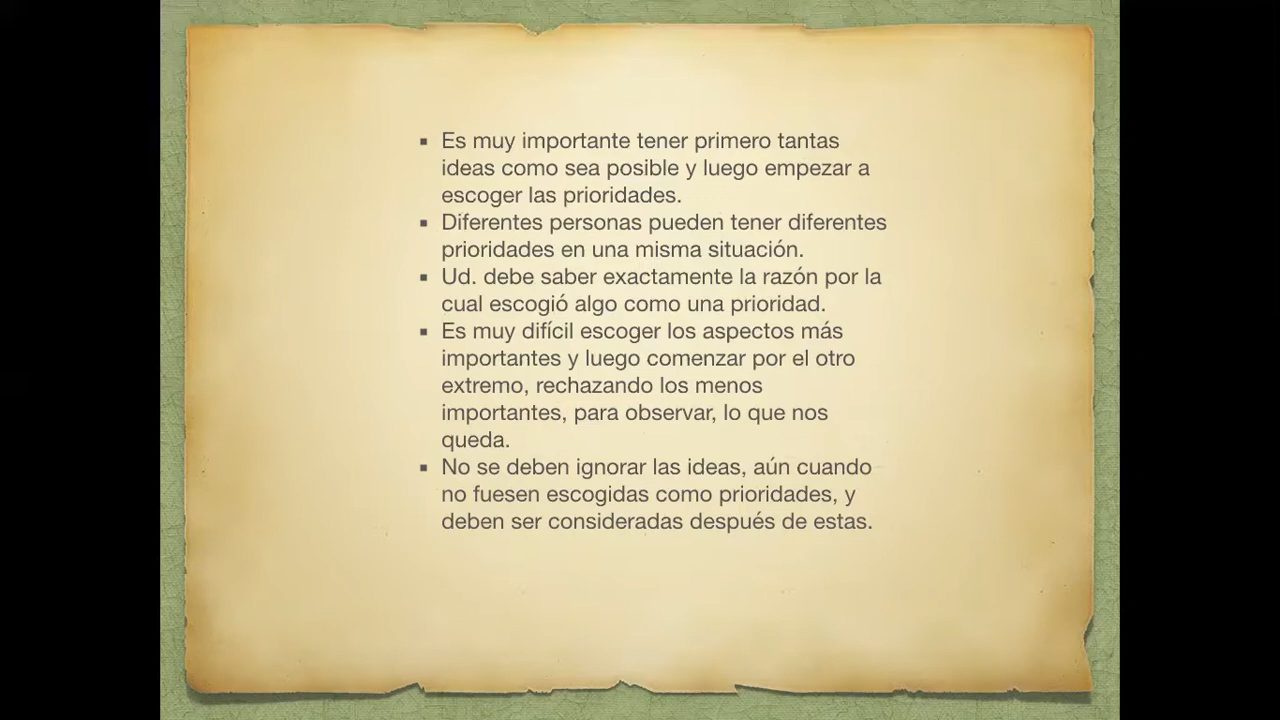 ▪ Es muy importante tener primero tantas
ideas como sea posible y luego empezar a
escoger las prioridades.
▪ Diferentes personas pueden tener diferentes
prioridades en una misma situación.
▪ Ud. debe saber exactamente la razón por la
cual escogió algo como una prioridad.
▪ Es muy difícil escoger los aspectos más
importantes y luego comenzar por el otro
extremo, rechazando los menos
importantes, para observar, lo que nos
queda.
▪ No se deben ignorar las ideas, aún cuando
no fuesen escogidas como prioridades, y
deben ser consideradas después de estas.